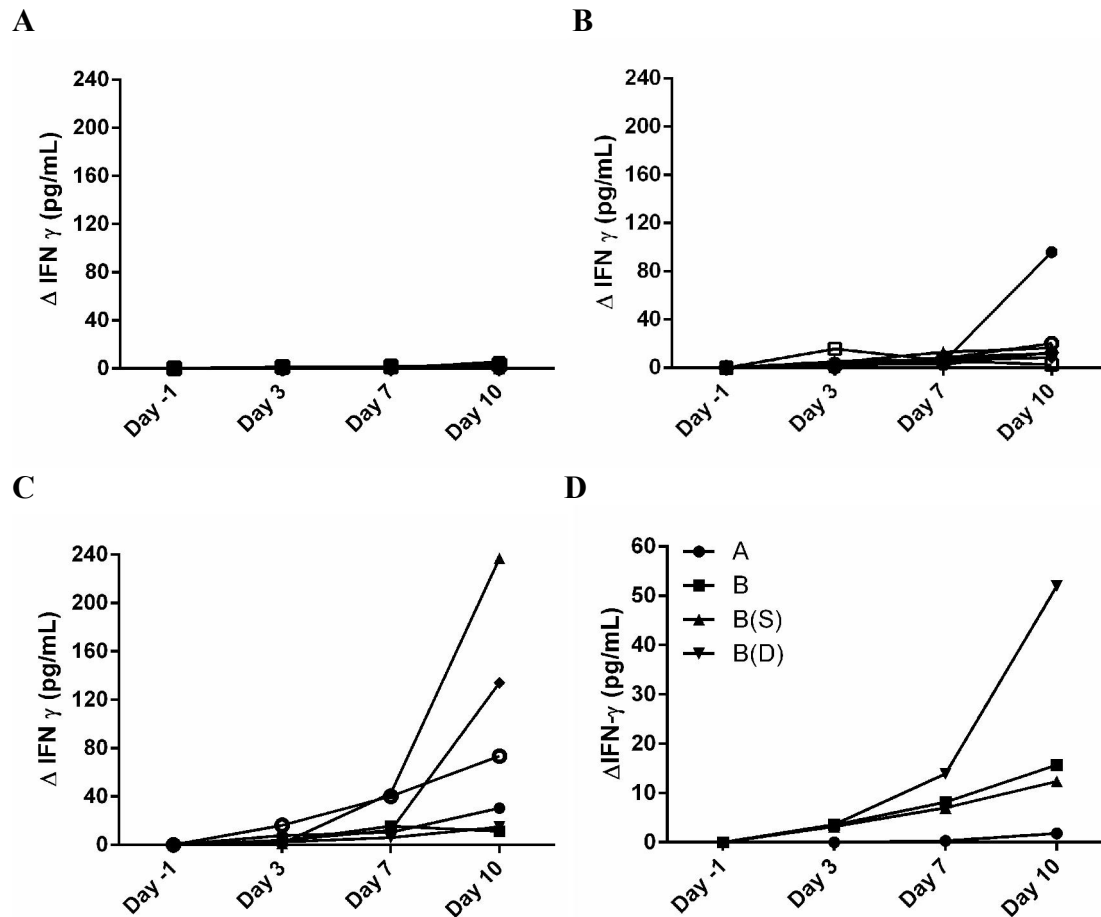 A
240
200
160
120
80
40
0
Δ IFN γ (pg/mL)
Day -1
Day 3
Day 7
Day 10
B
240
200
160
120
80
40
0
Δ IFN γ (pg/mL)
Day -1
Day 3
Day 7
Day 10
C
240
200
160
120
80
40
0
Δ IFN γ (pg/mL)
Day -1
Day 3
Day 7
Day 10
D
60
50
40
30
20
10
0
ΔIFN-γ (pg/mL)
A
B
B(S)
B(D)
Day -1
Day 3
Day 7
Day 10